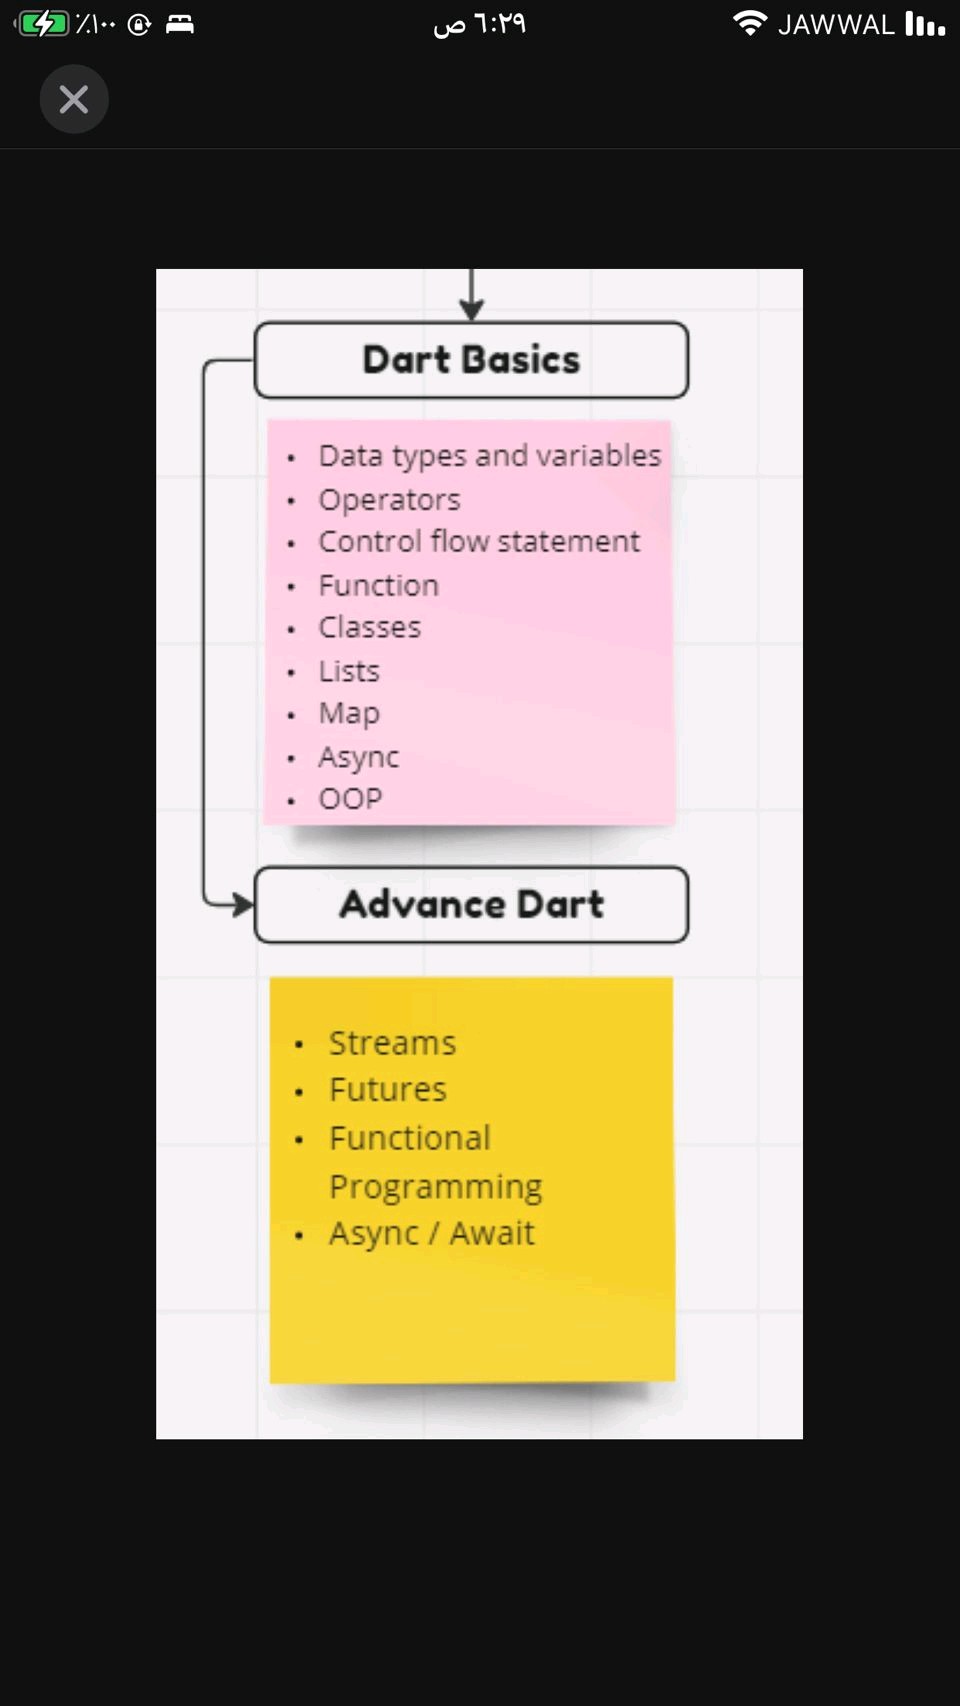 ٪١٠٠ ٦:٢٩ ص JAWWAL
Dart Basics
• Data types and variables
• Operators
• Control flow statement
• Function
• Classes
• Lists
• Map
• Async
• OOP
Advance Dart
• Streams
• Futures
• Functional
Programming
• Async / Await